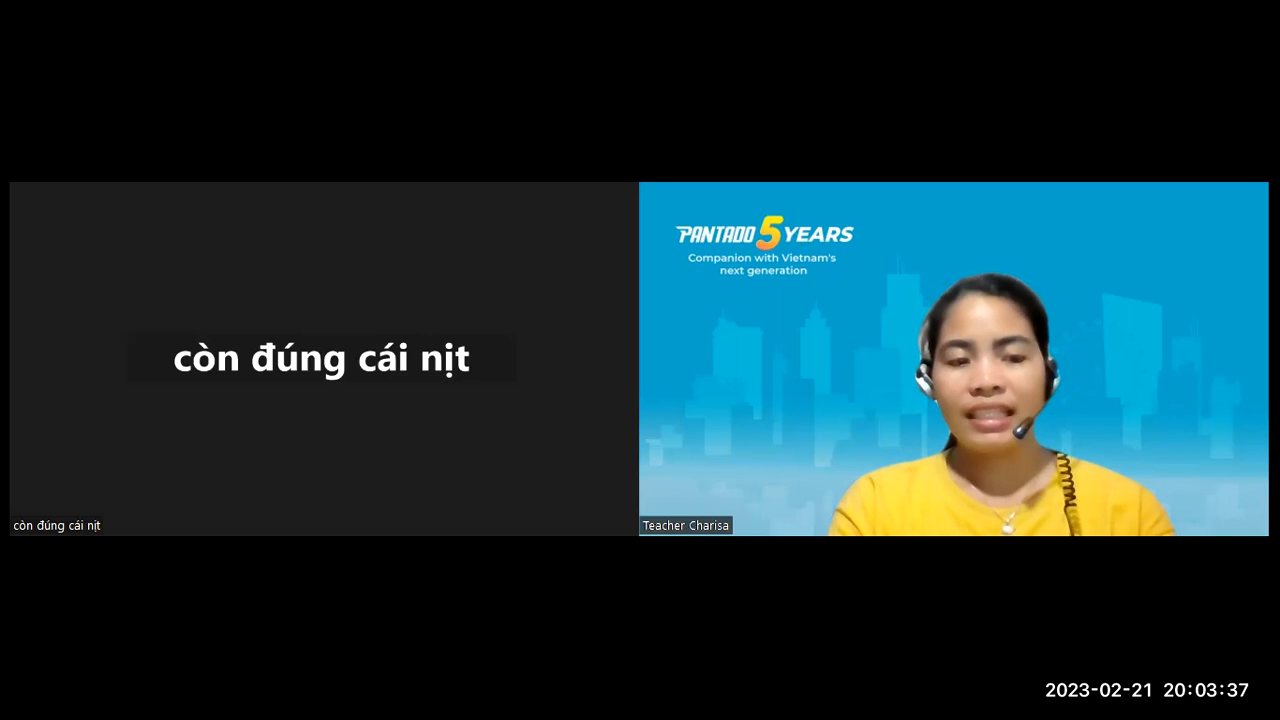 còn đúng cái nịt
còn đúng cái nịt
PANTADO 5 YEARS
Companion with Vietnam's
next generation
Teacher Charisa
2023-02-21 20:03:37